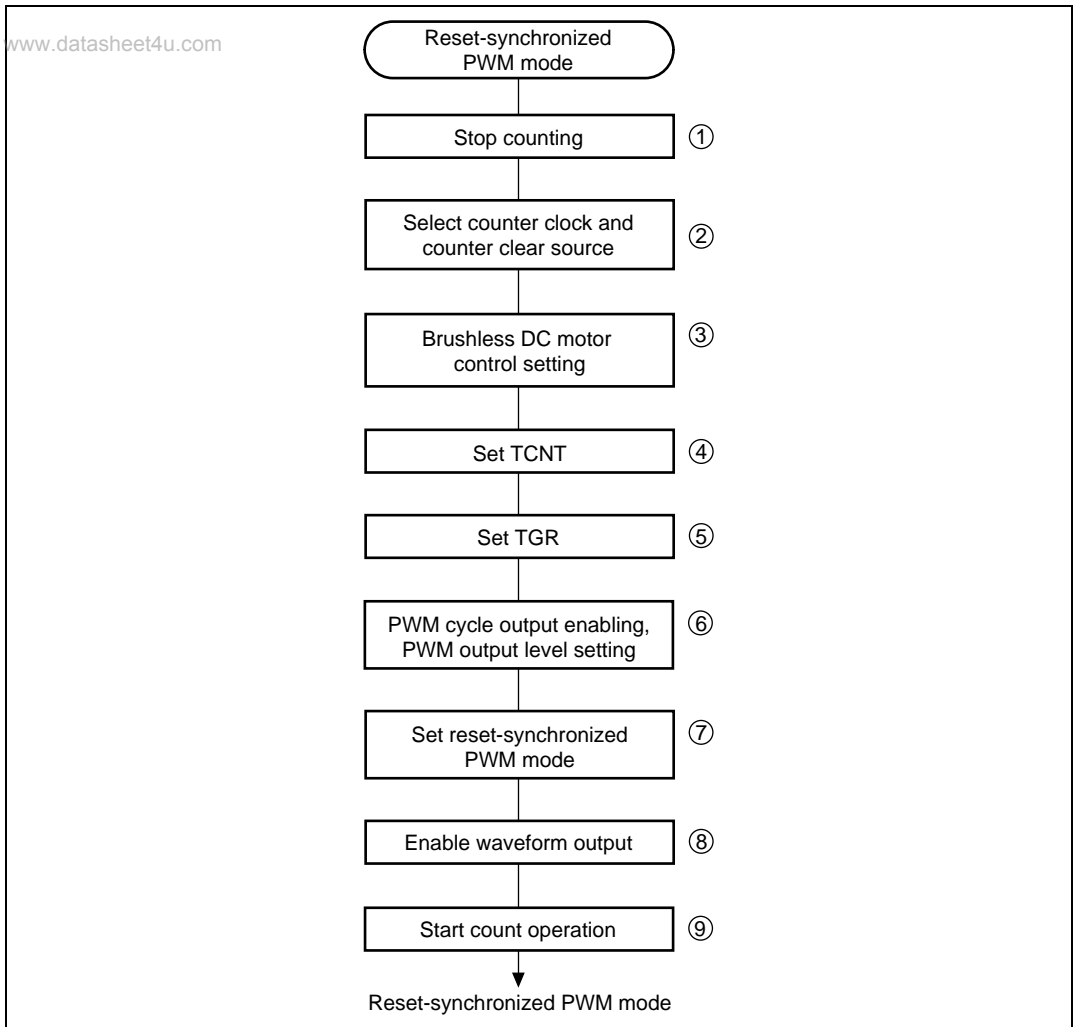 www.datasheet4u.com
Reset-synchronized
PWM mode
Stop counting
①
Select counter clock and
counter clear source
②
Brushless DC motor
control setting
③
Set TCNT
④
Set TGR
⑤
PWM cycle output enabling,
PWM output level setting
⑥
Set reset-synchronized
PWM mode
⑦
Enable waveform output
⑧
Start count operation
⑨
Reset-synchronized PWM mode